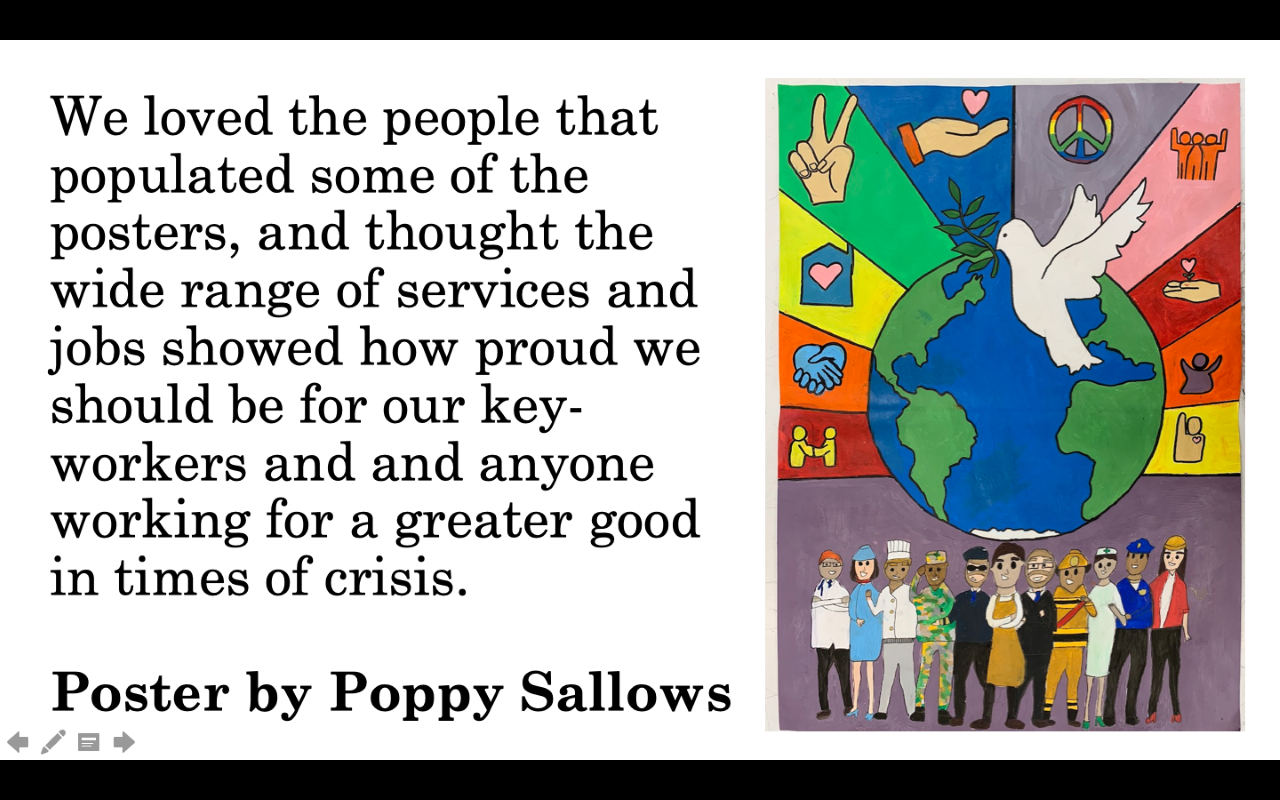 We loved the people that
populated some of the
posters, and thought the
wide range of services and
jobs showed how proud we
should be for our key-
workers and and anyone
working for a greater good
in times of crisis.
Poster by Poppy Sallows